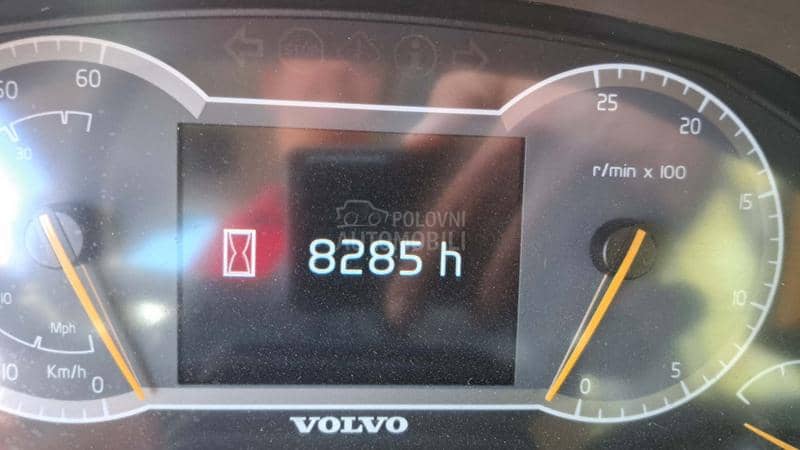 50 60
30
25
20
r/min x 100
15
POLOVNI
AUTOMOBILI
8285 h
10
10
Mph
5
10 Km/h 0
0
VOLVO